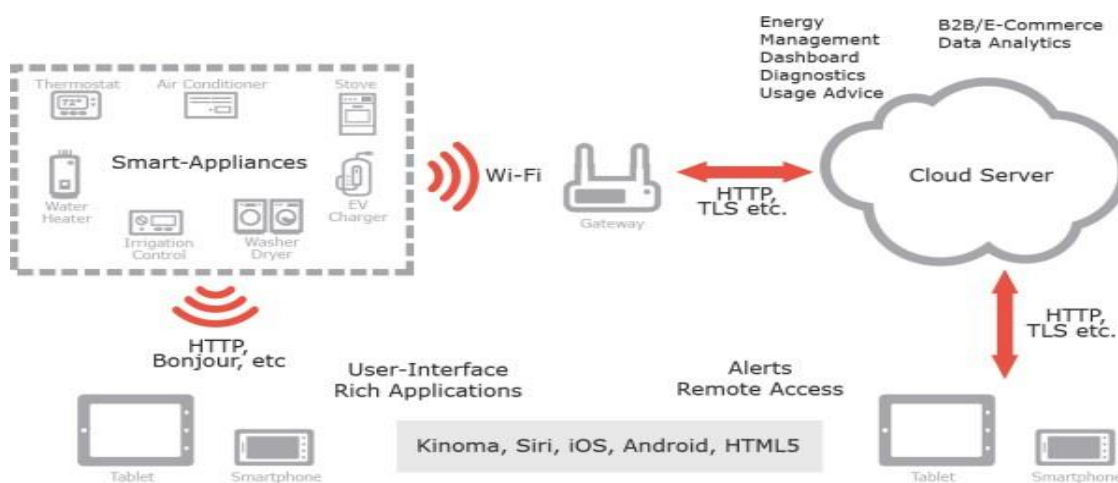 Energy
Management
Dashboard
Diagnostics
Usage Advice
B2B/E-Commerce
Data Analytics
Thermostat
Air Conditioner
Stove
72°
Smart-Appliances
Water
Heater
EV
Charger
Irrigation
Control
Washer
Dryer
Wi-Fi
Gateway
HTTP,
TLS etc.
Cloud Server
HTTP,
Bonjour, etc
HTTP,
TLS etc.
User-Interface
Rich Applications
Alerts
Remote Access
Kinoma, Siri, iOS, Android, HTML5
Tablet
Smartphone
Tablet
Smartphone